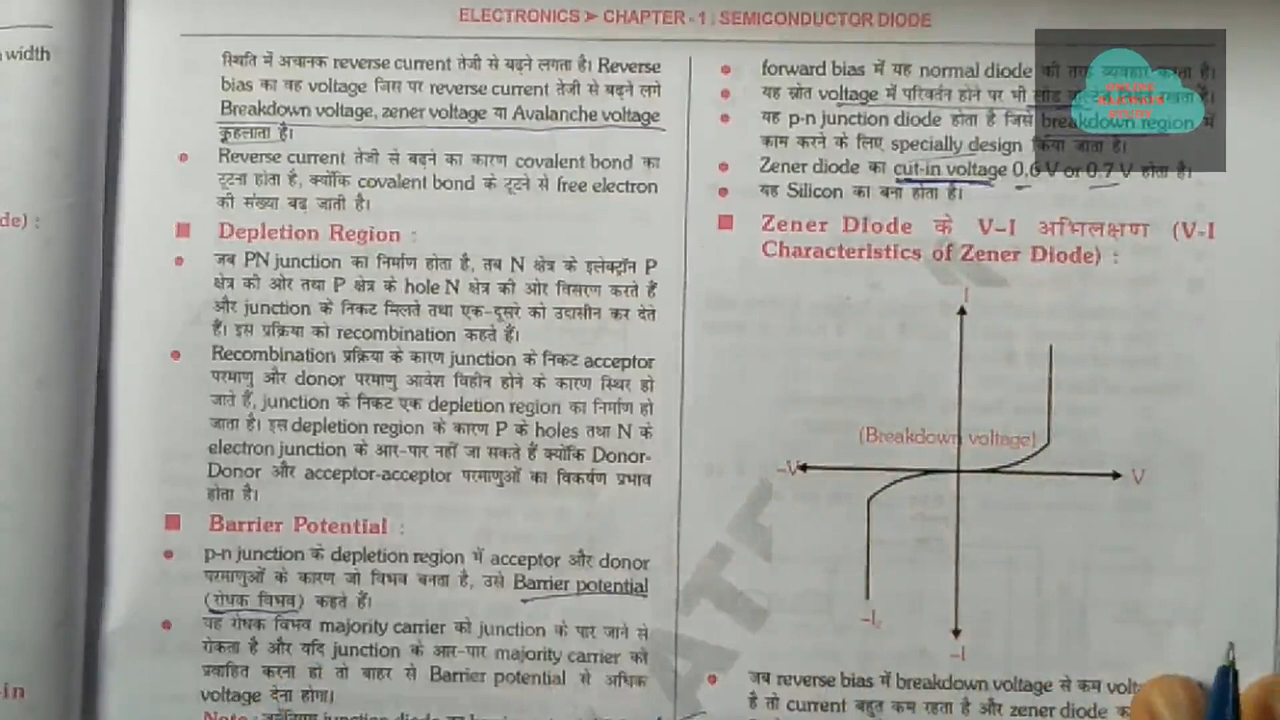 ELECTRONICS ➤ CHAPTER - 1 : SEMICONDUCTOR DIODE
width
स्थिति में अचानक reverse current तेजी से बढ़ने लगता है। Reverse
bias का वह voltage जिस पर reverse current तेजी से बढ़ने लगे
Breakdown voltage, zener voltage या Avalanche voltage
कहलाता है।
Reverse current तेजी से बढ़ने का कारण covalent bond का
टूटना होता है, क्योंकि covalent bond के टूटने से free electron
की संख्या बढ़ जाती है।
de) :
Depletion Region :
जब PN junction का निर्माण होता है, तब N क्षेत्र के इलेक्ट्रॉन P
क्षेत्र की ओर तथा P क्षेत्र के hole N क्षेत्र की ओर विसरण करते हैं
और junction के निकट मिलते तथा एक-दूसरे को उदासीन कर देते
हैं। इस प्रक्रिया को recombination कहते हैं।
Recombination प्रक्रिया के कारण junction के निकट acceptor
परमाणु और donor परमाणु आवेश विहीन होने के कारण स्थिर हो
जाते हैं, junction के निकट एक depletion region का निर्माण हो
जाता है। इस depletion region के कारण P के holes तथा N के
electron junction के आर-पार नहीं जा सकते हैं क्योंकि Donor-
Donor और acceptor-acceptor परमाणुओं का विकर्षण प्रभाव
होता है।
Barrier Potential :
p-n junction के depletion region में acceptor और donor
परमाणुओं के कारण जो विभव बनता है, उसे Barrier potential
(रोधक विभव) कहते हैं।
यह रोधक विभव majority carrier को junction के पार जाने से
रोकता है और यदि junction के आर-पार majority carrier को
प्रवाहित करना हो तो बाहर से Barrier potential से अधिक
voltage देना होगा।
-in
Note :
forward bias में यह normal diode की तरह व्यवहार करता है।
यह स्रोत voltage में परिवर्तन होने पर भी लोड
यह p-n junction diode होता है जिसे breakdown region में
काम करने के लिए specially design किया जाता है।
Zener diode का cut-in voltage 0.6 V or 0.7 V होता है।
यह Silicon का बना होता है।
ONLINE
RAILWAYS
STUDY
Zener Diode के V-I अभिलक्षण (V-I
Characteristics of Zener Diode) :
I
(Breakdown voltage)
-V
V
-I
जब reverse bias में breakdown voltage से कम
है तो current बहुत कम रहता है और zener diode